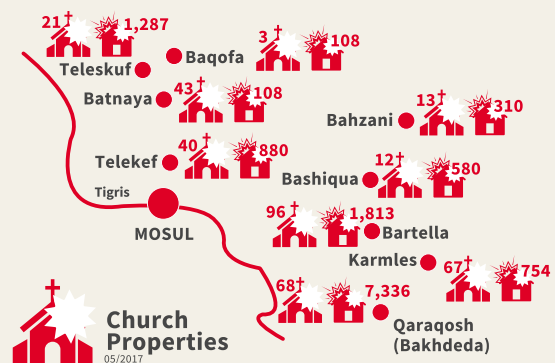 21 1,287
Teleskuf
Baqofa 3 108
Batnaya 43 108
Bahzani 13 310
Telekef 40 880
Bashiqua 12 580
Tigris
MOSUL
96 1,813
Bartella
Karmles 67 754
68 7,336
Qaraqosh
(Bakhdeda)
Church
Properties
05/2017